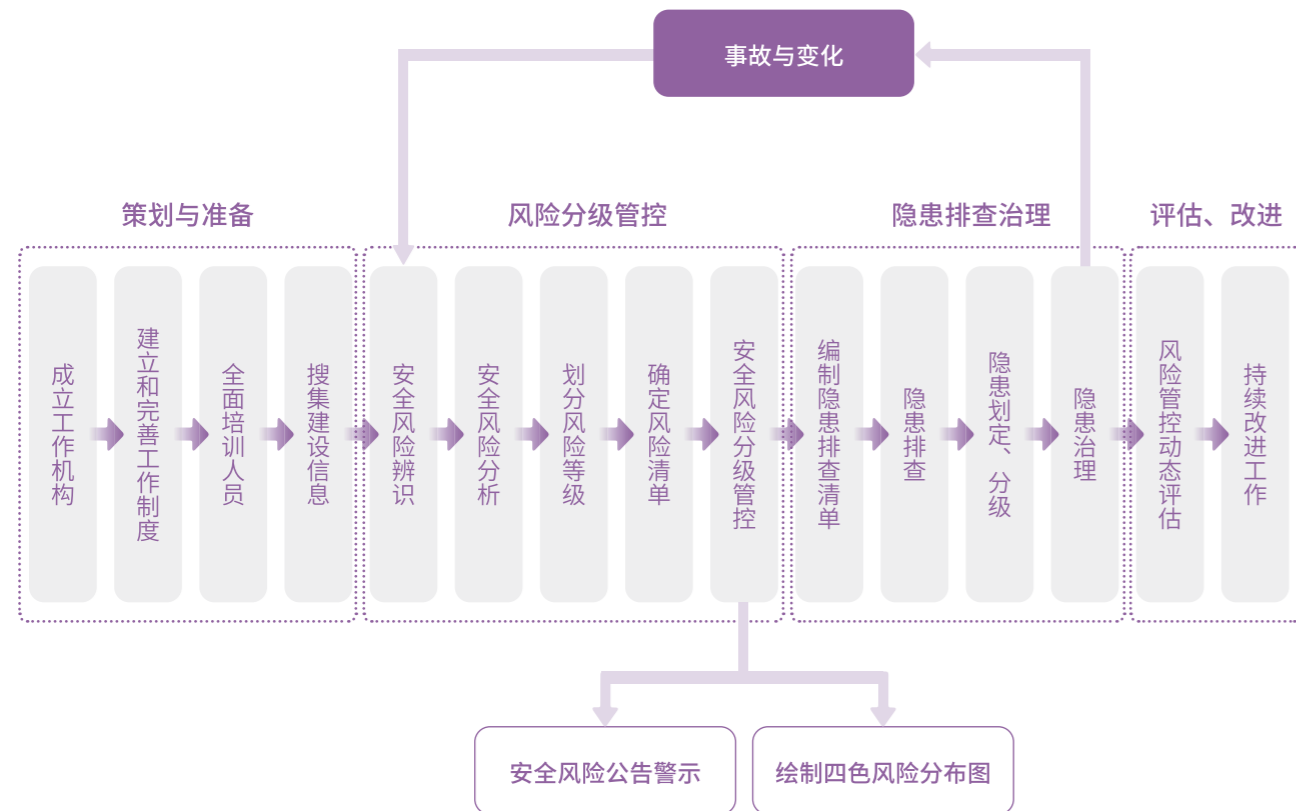 事故与变化
策划与准备
风险分级管控
隐患排查治理
评估、改进
成立工作机构
建立和完善工作制度
全面培训人员
搜集建设信息
安全风险辨识
安全风险分析
划分风险等级
确定风险清单
安全风险分级管控
编制隐患排查清单
隐患排查
隐患划定、分级
隐患治理
风险管控动态评估
持续改进工作
安全风险公告警示
绘制四色风险分布图